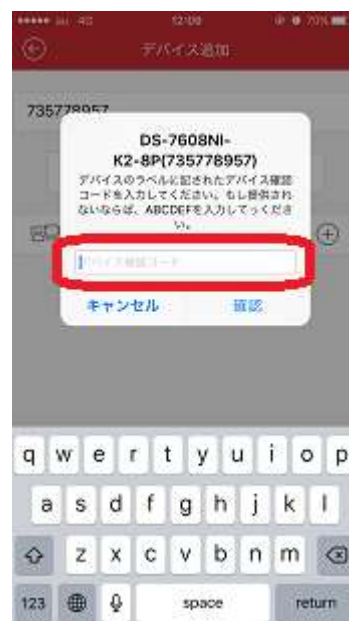 12:00
70%
デバイス追加
735778957
DS-7608NI-
K2-8P(735778957)
デバイスのラベルに記されたデバイス確認
コードを入力してください。もし提供され
ないならば、ABCDEFを入力してっくださ
い。
デバイス確認コード
キャンセル 確認
q w e r t y u i o p
a s d f g h j k l
z x c v b n m
123 space return